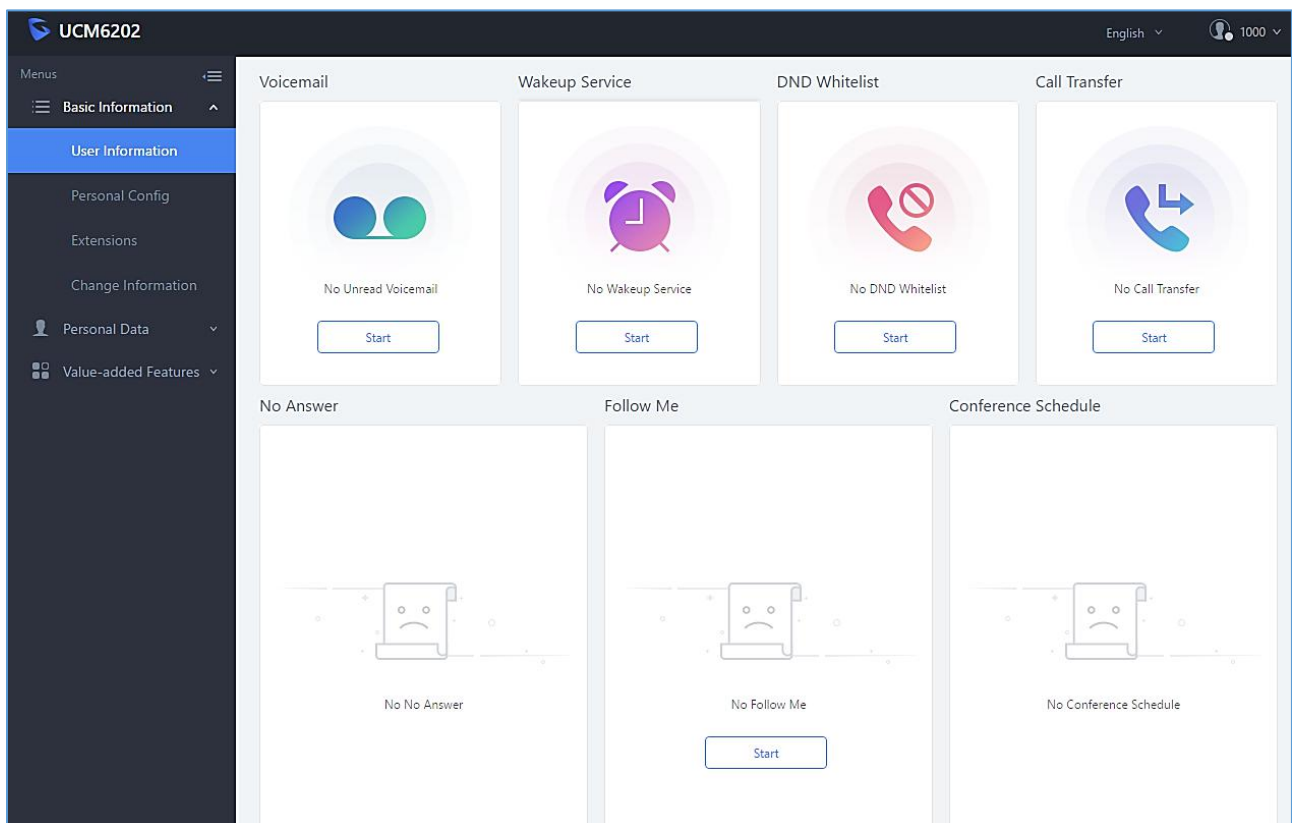 UCM6202
English
1000
Menus
Basic Information
User Information
Personal Config
Extensions
Change Information
Personal Data
Value-added Features
Voicemail
Wakeup Service
DND Whitelist
Call Transfer
No Unread Voicemail
No Wakeup Service
No DND Whitelist
No Call Transfer
Start
Start
Start
Start
No Answer
Follow Me
Conference Schedule
No No Answer
No Follow Me
No Conference Schedule
Start